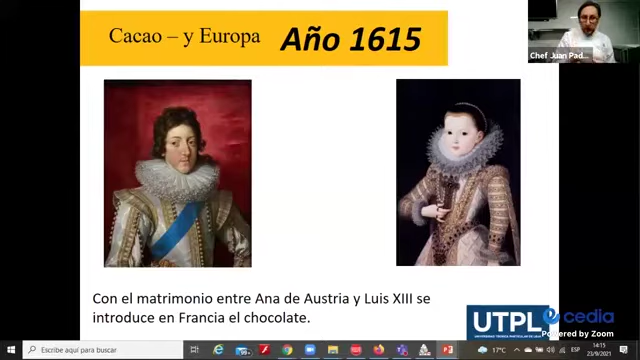 Cacao – y Europa Año 1615
Chef Juan Pad...
Con el matrimonio entre Ana de Austria y Luis XIII se
introduce en Francia el chocolate.
UTPL
cedia
Powered by Zoom
Escribe aquí para buscar
17°C
ESP
14:15
23/9/2021